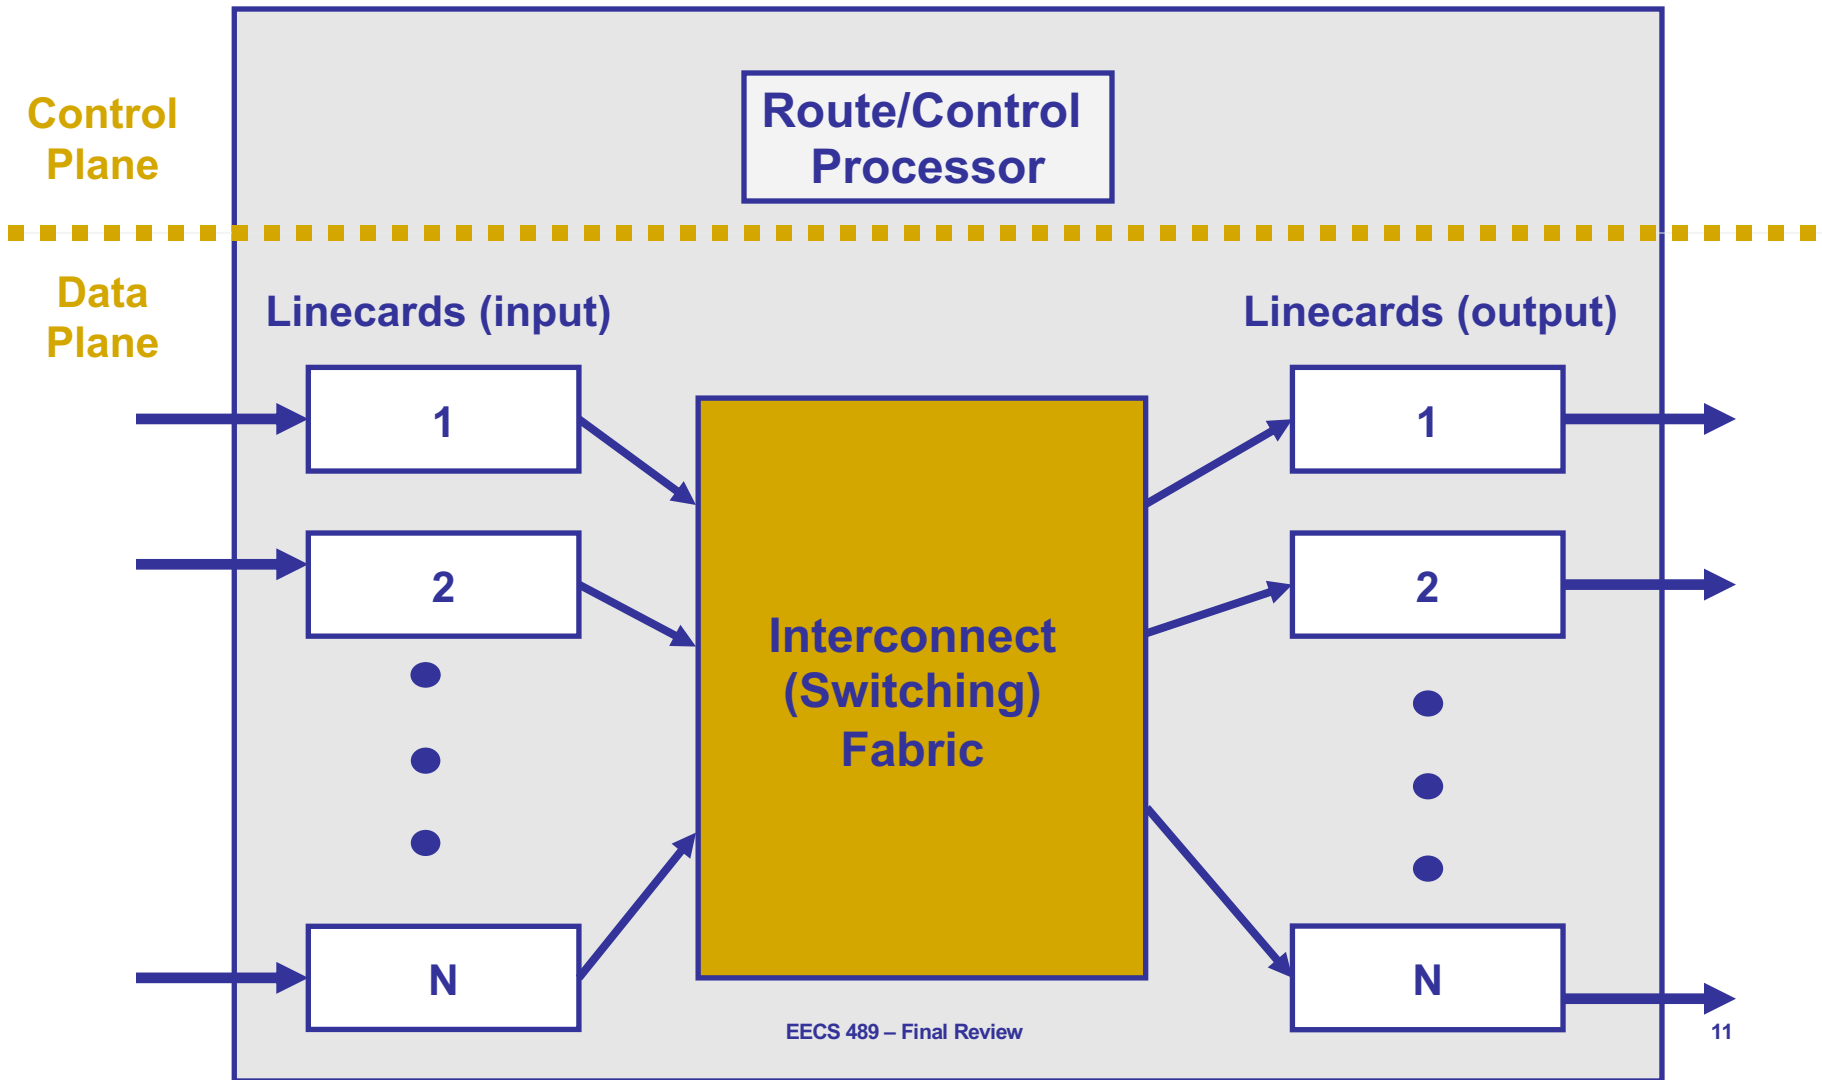 Control
Plane
Route/Control
Processor
Data
Plane
Linecards (input)
Linecards (output)
1
2
N
Interconnect
(Switching)
Fabric
1
2
N
EECS 489 – Final Review
11